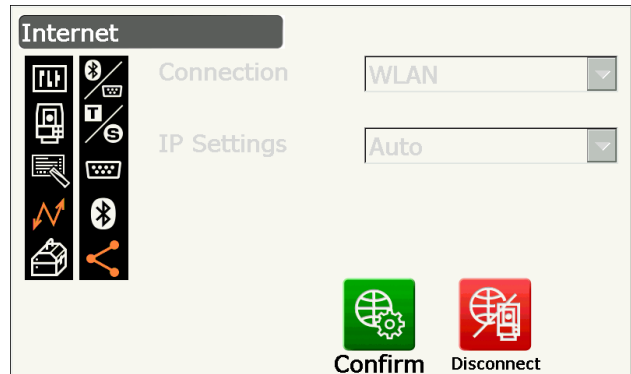 Internet
Connection
WLAN
IP Settings
Auto
T
S
Confirm
Disconnect